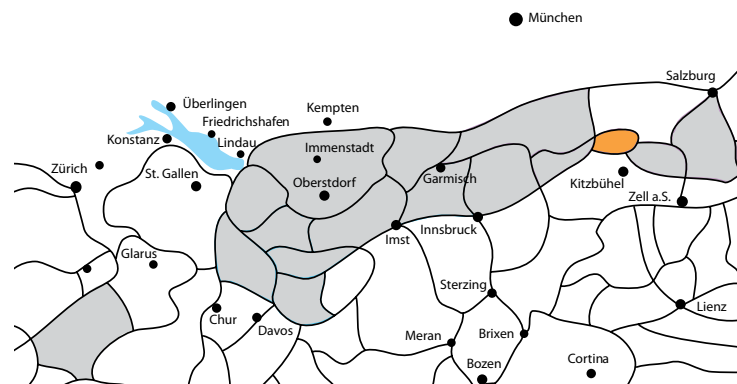 München
Salzburg
Überlingen
Kempten
Friedrichshafen
Konstanz
Lindau
Immenstadt
Zürich
St. Gallen
Garmisch
Oberstdorf
Kitzbühel
Zell a.S.
Innsbruck
Imst
Glarus
Sterzing
Lienz
Chur
Davos
Meran
Brixen
Bozen
Cortina